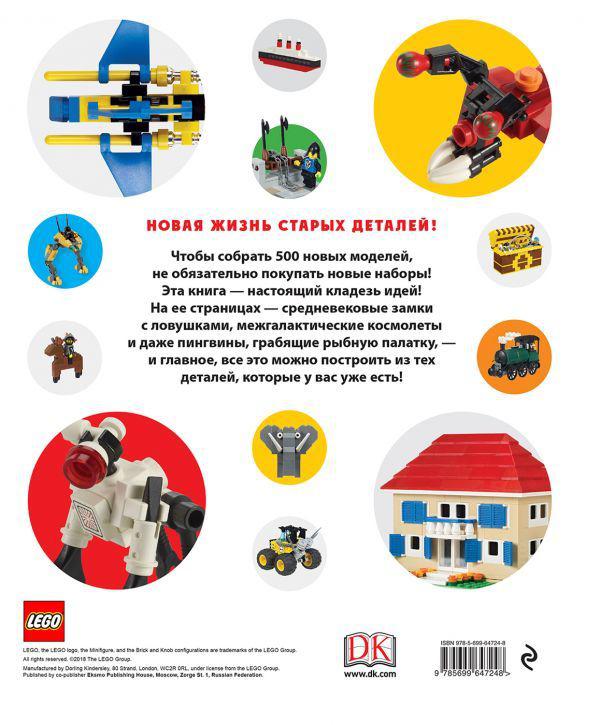 НОВАЯ ЖИЗНЬ СТАРЫХ ДЕТАЛЕЙ!
Чтобы собрать 500 новых моделей,
не обязательно покупать новые наборы!
Эта книга — настоящий кладезь идей!
На ее страницах — средневековые замки
с ловушками, межгалактические космолеты
и даже пингвины, грабящие рыбную палатку, —
и главное, все это можно построить из тех
деталей, которые у вас уже есть!
LEGO
LEGO, the LEGO logo, the Minifigure, and the Brick and Knob configurations are trademarks of the LEGO Group.
All rights reserved. ©2018 The LEGO Group.
Manufactured by Dorling Kindersley, 80 Strand, London, WC2R 0RL, under license from the LEGO Group.
Published by co-publisher Eksmo Publishing House, Moscow, Zorge St. 1, Russian Federation.
DK
www.dk.com
ISBN 978-5-699-64724-8
9 785699 647248 >